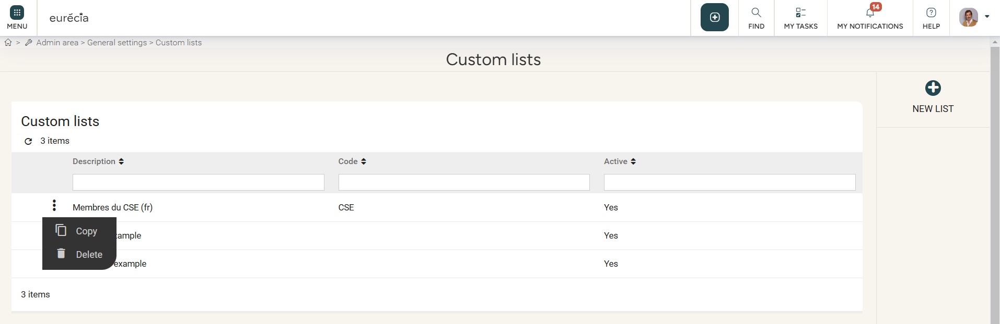 MENU
eurécia
FIND
MY TASKS
14
MY NOTIFICATIONS
HELP
> Admin area > General settings > Custom lists
Custom lists
NEW LIST
Custom lists
3 items
Description
Code
Active
Membres du CSE (fr)
CSE
Yes
Copy
Yes
Delete
example
Yes
3 items